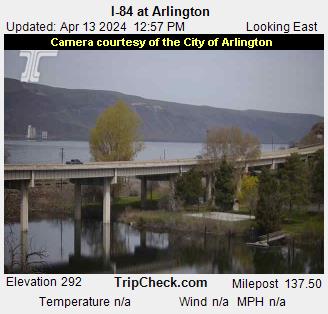 I-84 at Arlington
Updated: Apr 13 2024 12:57 PM Looking East
Camera courtesy of the City of Arlington
Elevation 292 TripCheck.com Milepost 137.50
Temperature n/a Wind n/a MPH n/a